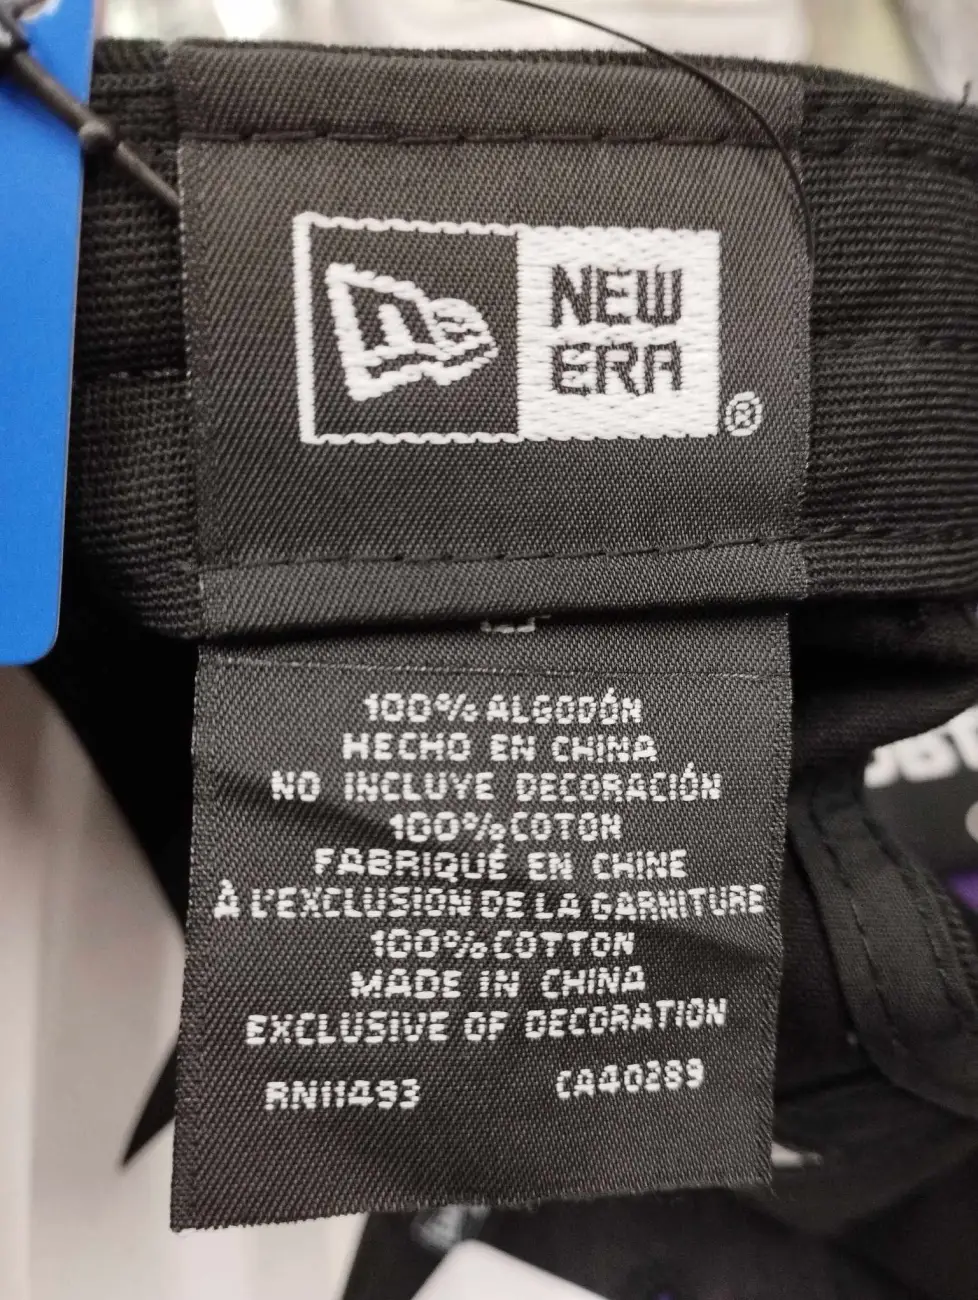 NEW
ERA
®
100% ALGODÓN
HECHO EN CHINA
NO INCLUYE DECORACIÓN
100% COTON
FABRIQUÉ EN CHINE
À L'EXCLUSION DE LA GARNITURE
100% COTTON
MADE IN CHINA
EXCLUSIVE OF DECORATION
RN11493 CA40289